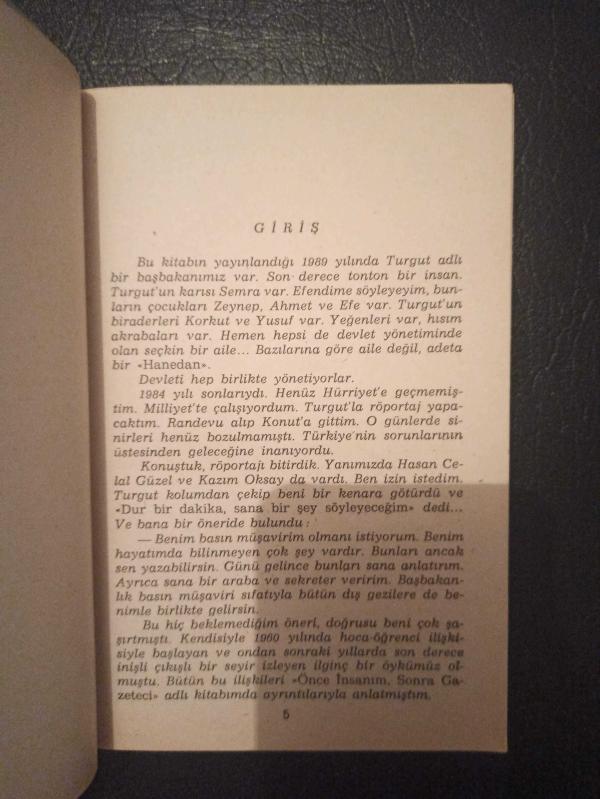 GİRİŞ
Bu kitabın yayınlandığı 1989 yılında Turgut adlı
bir başbakanımız var. Son derece tonton bir insan.
Turgut'un karısı Semra var. Efendime söyleyeyim, bun-
ların çocukları Zeynep, Ahmet ve Efe var. Turgut'un
biraderleri Korkut ve Yusuf var. Yeğenleri var, hısım
akrabaları var. Hemen hepsi de devlet yönetiminde
olan seçkin bir aile... Bazılarına göre aile değil, adeta
bir «Hanedan».
Devleti hep birlikte yönetiyorlar.
1984 yılı sonlarıydı. Henüz Hürriyet'e geçmemiş-
tim. Milliyet'te çalışıyordum. Turgut'la röportaj yapa-
caktım. Randevu alıp Konut'a gittim. O günlerde si-
nirleri henüz bozulmamıştı. Türkiye'nin sorunlarının
üstesinden geleceğine inanıyordu.
Konuştuk, röportajı bitirdik. Yanımızda Hasan Ce-
lal Güzel ve Kazım Oksay da vardı. Ben izin istedim.
Turgut kolumdan çekip beni bir kenara götürdü ve
«Dur bir dakika, sana bir şey söyleyeceğim» dedi...
Ve bana bir öneride bulundu :
— Benim basın müşavirim olmanı istiyorum. Benim
hayatımda bilinmeyen çok şey vardır. Bunları ancak
sen yazabilirsin. Günü gelince bunları sana anlatırım.
Ayrıca sana bir araba ve sekreter veririm. Başbakan-
lık basın müşaviri sıfatıyla bütün dış gezilere de be-
nimle birlikte gelirsin.
Bu hiç beklemediğim öneri, doğrusu beni çok şa-
şırtmıştı. Kendisiyle 1960 yılında hoca-öğrenci ilişki-
siyle başlayan ve ondan sonraki yıllarda son derece
inişli çıkışlı bir seyir izleyen ilginç bir öykümüz ol-
muştu. Bütün bu ilişkileri «Önce İnsanım, Sonra Ga-
zeteci» adlı kitabımda ayrıntılarıyla anlatmıştım.
5